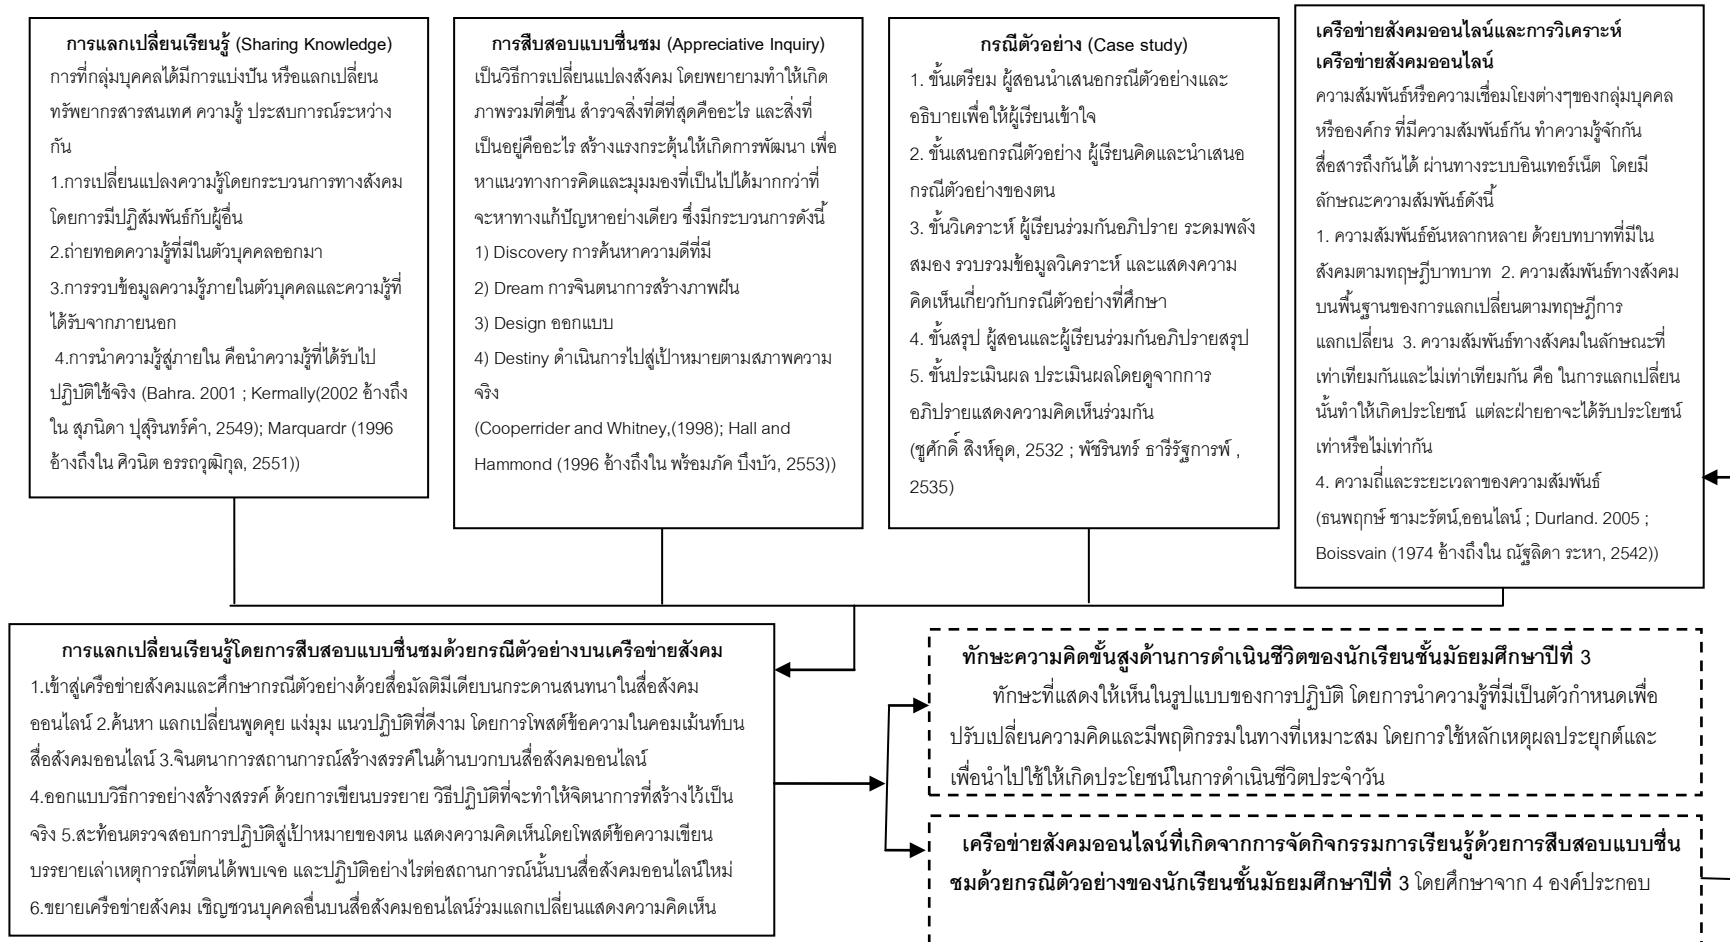 การแลกเปลี่ยนเรียนรู้ (Sharing Knowledge)
การที่กลุ่มบุคคลได้มีการแบ่งปัน หรือแลกเปลี่ยน
ทรัพยากรสารสนเทศ ความรู้ ประสบการณ์ระหว่าง
กัน
1.การเปลี่ยนแปลงความรู้โดยกระบวนการทางสังคม
โดยการมีปฏิสัมพันธ์กับผู้อื่น
2.ถ่ายทอดความรู้ที่มีในตัวบุคคลออกมา
3.การรวบข้อมูลความรู้ภายในตัวบุคคลและความรู้ที่
ได้รับจากภายนอก
4.การนำความรู้สู่ภายใน คือนำความรู้ที่ได้รับไป
ปฏิบัติใช้จริง (Bahra. 2001 ; Kermally(2002 อ้างถึง
ใน สุภนิดา ปุสุรินทร์คำ, 2549); Marquardr (1996
อ้างถึงใน ศิวนิต อรรถวุฒิกุล, 2551))
การสืบสอบแบบชื่นชม (Appreciative Inquiry)
เป็นวิธีการเปลี่ยนแปลงสังคม โดยพยายามทำให้เกิด
ภาพรวมที่ดีขึ้น สำรวจสิ่งที่ดีที่สุดคืออะไร และสิ่งที่
เป็นอยู่คืออะไร สร้างแรงกระตุ้นให้เกิดการพัฒนา เพื่อ
หาแนวทางการคิดและมุมมองที่เป็นไปได้มากกว่าที่
จะหาทางแก้ปัญหาอย่างเดียว ซึ่งมีกระบวนการดังนี้
1) Discovery การค้นหาความดีที่มี
2) Dream การจินตนาการสร้างภาพฝัน
3) Design ออกแบบ
4) Destiny ดำเนินการไปสู่เป้าหมายตามสภาพความ
จริง
(Cooperrider and Whitney,(1998); Hall and
Hammond (1996 อ้างถึงใน พร้อมภัค บึงบัว, 2553))
กรณีตัวอย่าง (Case study)
1. ขั้นเตรียม ผู้สอนนำเสนอกรณีตัวอย่างและ
อธิบายเพื่อให้ผู้เรียนเข้าใจ
2. ขั้นเสนอกรณีตัวอย่าง ผู้เรียนคิดและนำเสนอ
กรณีตัวอย่างของตน
3. ขั้นวิเคราะห์ ผู้เรียนร่วมกันอภิปราย ระดมพลัง
สมอง รวบรวมข้อมูลวิเคราะห์ และแสดงความ
คิดเห็นเกี่ยวกับกรณีตัวอย่างที่ศึกษา
4. ขั้นสรุป ผู้สอนและผู้เรียนร่วมกันอภิปรายสรุป
5. ขั้นประเมินผล ประเมินผลโดยดูจากการ
อภิปรายแสดงความคิดเห็นร่วมกัน
(ชูศักดิ์ สิงห์อุด, 2532 ; พัชรินทร์ ธารีรัฐการพ์ ,
2535)
เครือข่ายสังคมออนไลน์และการวิเคราะห์
เครือข่ายสังคมออนไลน์
ความสัมพันธ์หรือความเชื่อมโยงต่างๆของกลุ่มบุคคล
หรือองค์กร ที่มีความสัมพันธ์กัน ทำความรู้จักกัน
สื่อสารถึงกันได้ ผ่านทางระบบอินเทอร์เน็ต โดยมี
ลักษณะความสัมพันธ์ดังนี้
1. ความสัมพันธ์อันหลากหลาย ด้วยบทบาทที่มีใน
สังคมตามทฤษฎีบาทบาท 2. ความสัมพันธ์ทางสังคม
บนพื้นฐานของการแลกเปลี่ยนตามทฤษฎีการ
แลกเปลี่ยน 3. ความสัมพันธ์ทางสังคมในลักษณะที่
เท่าเทียมกันและไม่เท่าเทียมกัน คือ ในการแลกเปลี่ยน
นั้นทำให้เกิดประโยชน์ แต่ละฝ่ายอาจจะได้รับประโยชน์
เท่าหรือไม่เท่ากัน
4. ความถี่และระยะเวลาของความสัมพันธ์
(ธนพฤกษ์ ชามะรัตน์,ออนไลน์ ; Durland. 2005 ;
Boissvain (1974 อ้างถึงใน ณัฐลิดา ระหา, 2542))
การแลกเปลี่ยนเรียนรู้โดยการสืบสอบแบบชื่นชมด้วยกรณีตัวอย่างบนเครือข่ายสังคม
1.เข้าสู่เครือข่ายสังคมและศึกษากรณีตัวอย่างด้วยสื่อมัลติมีเดียบนกระดานสนทนาในสื่อสังคม
ออนไลน์ 2.ค้นหา แลกเปลี่ยนพูดคุย แง่มุม แนวปฏิบัติที่ดีงาม โดยการโพสต์ข้อความในคอมเม้นท์บน
สื่อสังคมออนไลน์ 3.จินตนาการสถานการณ์สร้างสรรค์ในด้านบวกบนสื่อสังคมออนไลน์
4.ออกแบบวิธีการอย่างสร้างสรรค์ ด้วยการเขียนบรรยาย วิธีปฏิบัติที่จะทำให้จิตนาการที่สร้างไว้เป็น
จริง 5.สะท้อนตรวจสอบการปฏิบัติสู่เป้าหมายของตน แสดงความคิดเห็นโดยโพสต์ข้อความเขียน
บรรยายเล่าเหตุการณ์ที่ตนได้พบเจอ และปฏิบัติอย่างไรต่อสถานการณ์นั้นบนสื่อสังคมออนไลน์ใหม่
6.ขยายเครือข่ายสังคม เชิญชวนบุคคลอื่นบนสื่อสังคมออนไลน์ร่วมแลกเปลี่ยนแสดงความคิดเห็น
ทักษะความคิดขั้นสูงด้านการดำเนินชีวิตของนักเรียนชั้นมัธยมศึกษาปีที่ 3
ทักษะที่แสดงให้เห็นในรูปแบบของการปฏิบัติ โดยการนำความรู้ที่มีเป็นตัวกำหนดเพื่อ
ปรับเปลี่ยนความคิดและมีพฤติกรรมในทางที่เหมาะสม โดยการใช้หลักเหตุผลประยุกต์และ
เพื่อนำไปใช้ให้เกิดประโยชน์ในการดำเนินชีวิตประจำวัน
เครือข่ายสังคมออนไลน์ที่เกิดจากการจัดกิจกรรมการเรียนรู้ด้วยการสืบสอบแบบชื่น
ชมด้วยกรณีตัวอย่างของนักเรียนชั้นมัธยมศึกษาปีที่ 3 โดยศึกษาจาก 4 องค์ประกอบ